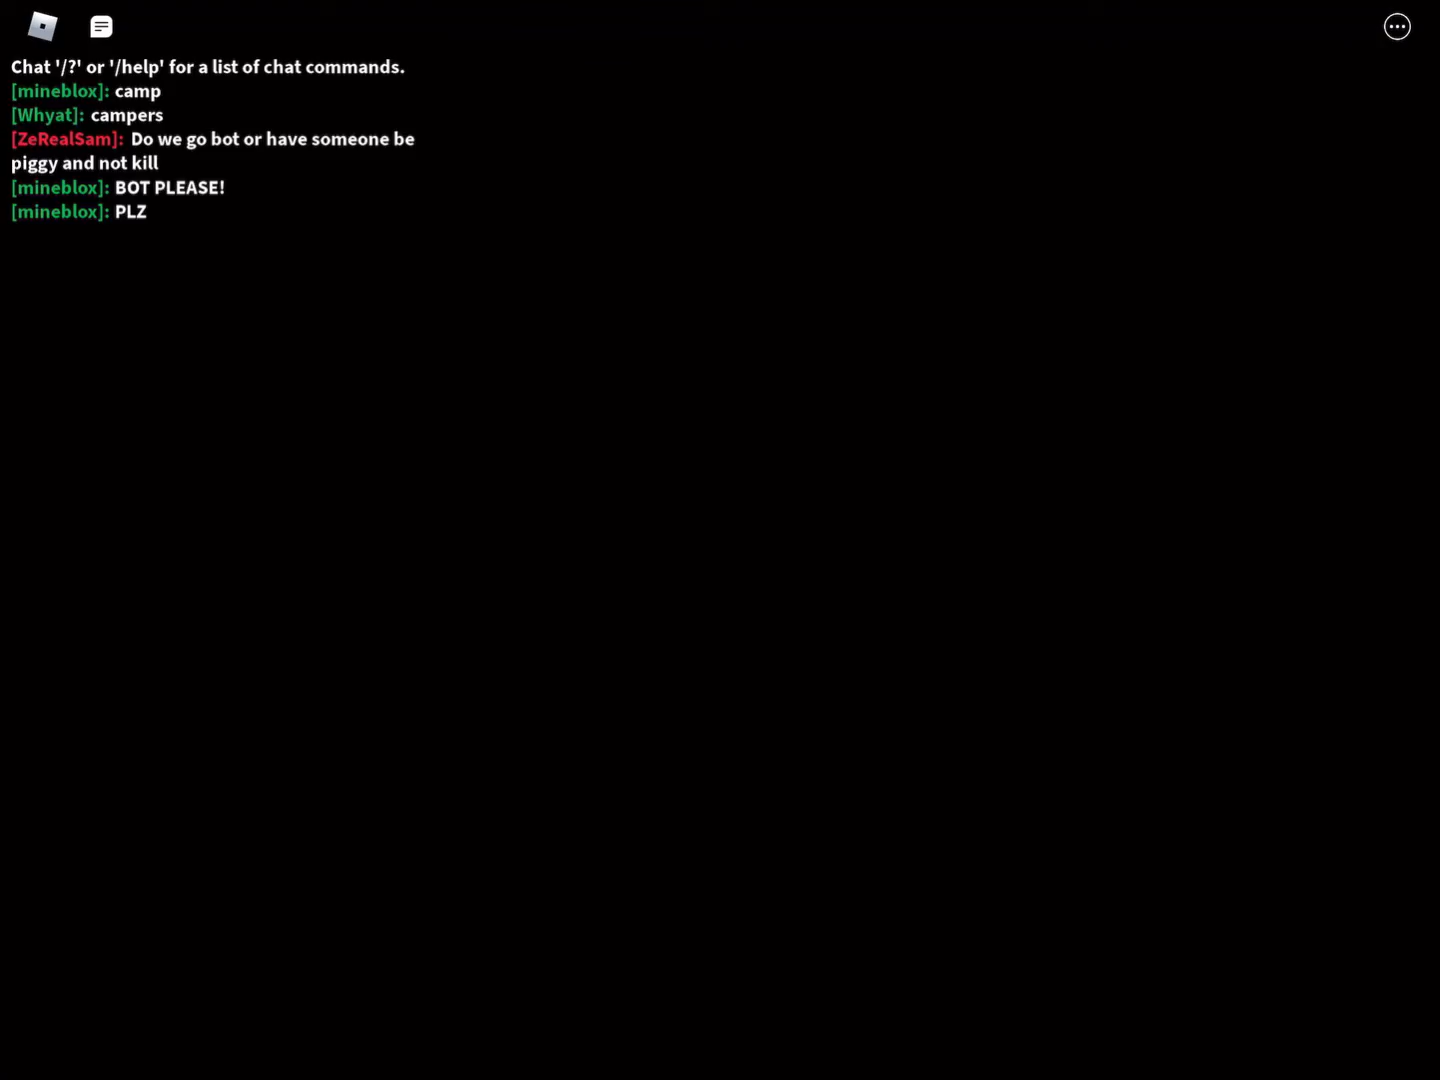 Chat '/?' or '/help' for a list of chat commands.
[mineblox]: camp
[Whyat]: campers
[ZeRealSam]: Do we go bot or have someone be
piggy and not kill
[mineblox]: BOT PLEASE!
[mineblox]: PLZ